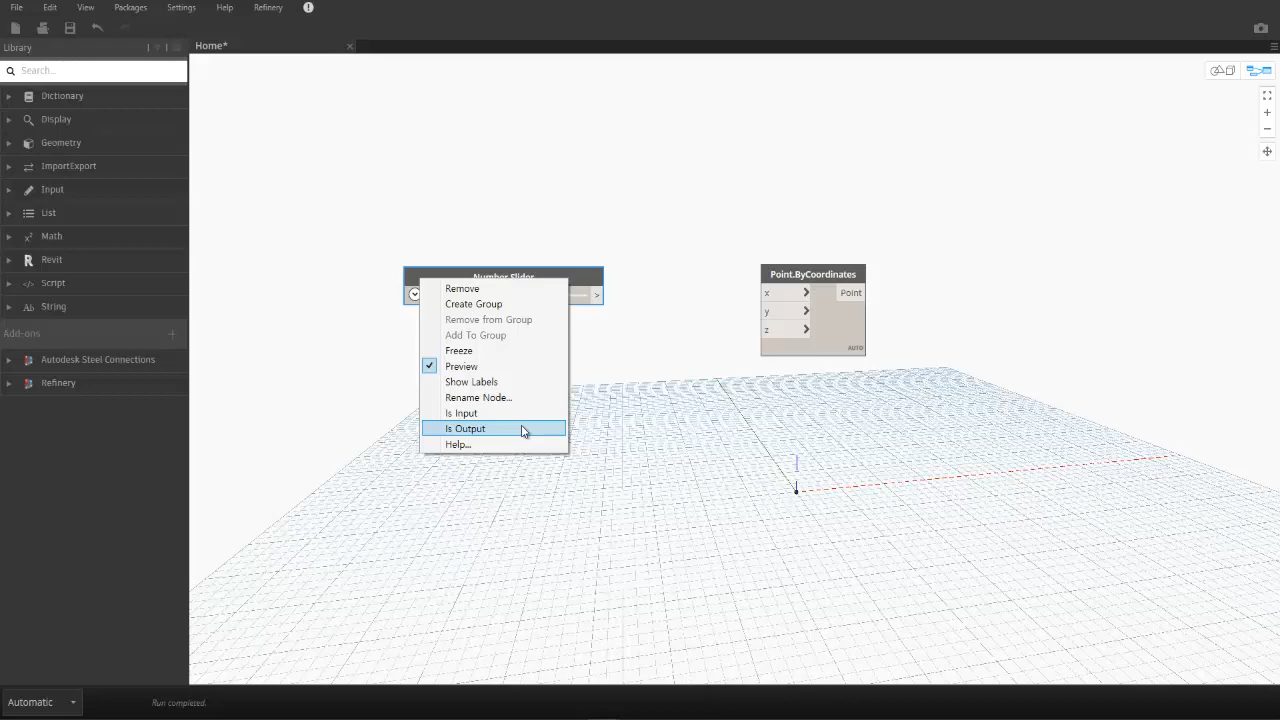 File Edit View Packages Settings Help Refinery !
Library
Home*
Search...
Dictionary
Display
Geometry
ImportExport
Input
List
Math
Revit
Script
String
Add-ons
Autodesk Steel Connections
Refinery
Number Slider
>
Remove
Create Group
Remove from Group
Add To Group
Freeze
Preview
Show Labels
Rename Node...
Is Input
Is Output
Help...
Point.ByCoordinates
x Point
y
z
AUTO
Automatic
Run completed.